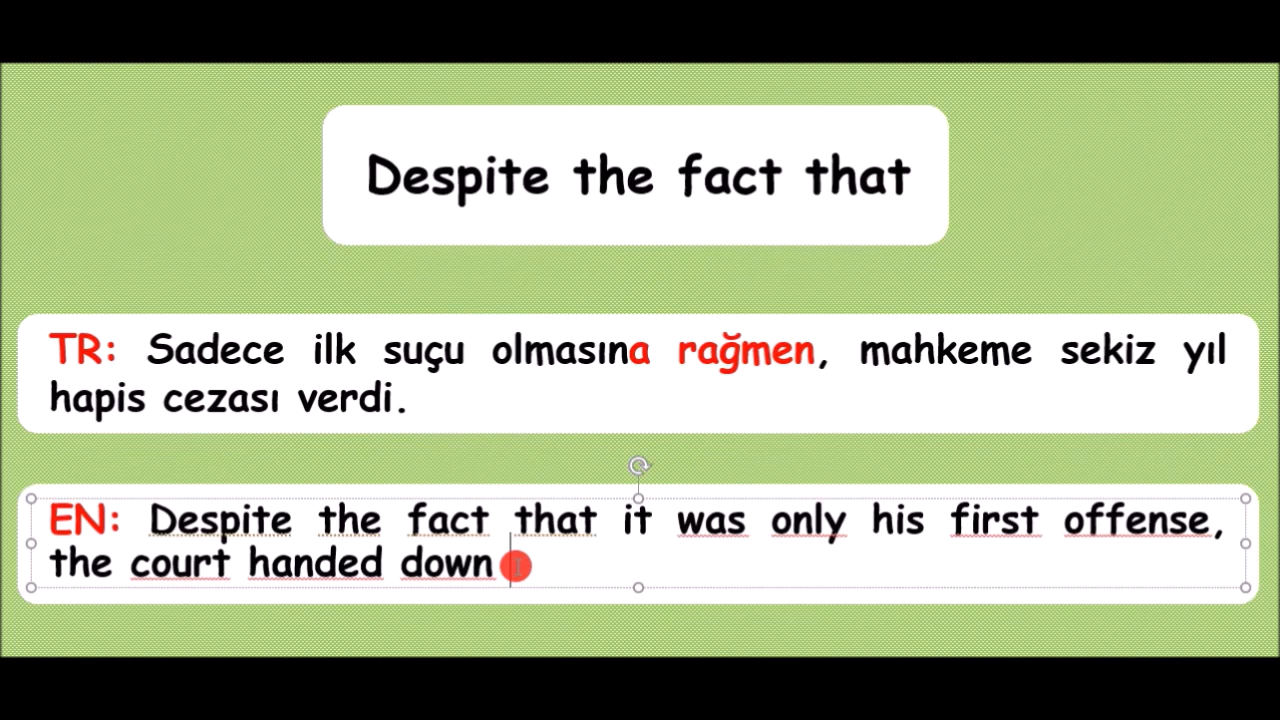 Despite the fact that
TR: Sadece ilk suçu olmasına rağmen, mahkeme sekiz yıl
hapis cezası verdi.
EN: Despite the fact that it was only his first offense,
the court handed down